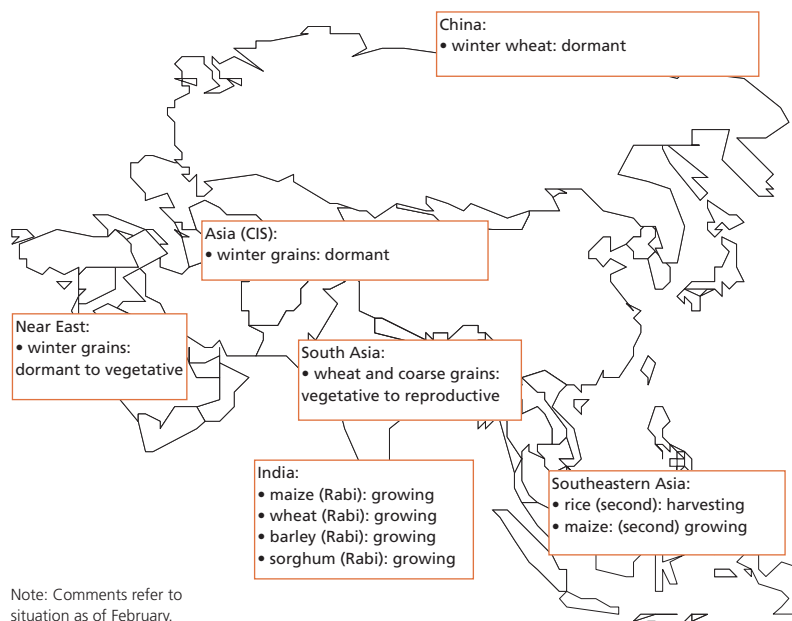 China:
• winter wheat: dormant
Asia (CIS):
• winter grains: dormant
Near East:
• winter grains:
dormant to vegetative
South Asia:
• wheat and coarse grains:
vegetative to reproductive
India:
• maize (Rabi): growing
• wheat (Rabi): growing
• barley (Rabi): growing
• sorghum (Rabi): growing
Southeastern Asia:
• rice (second): harvesting
• maize: (second) growing
Note: Comments refer to
situation as of February.